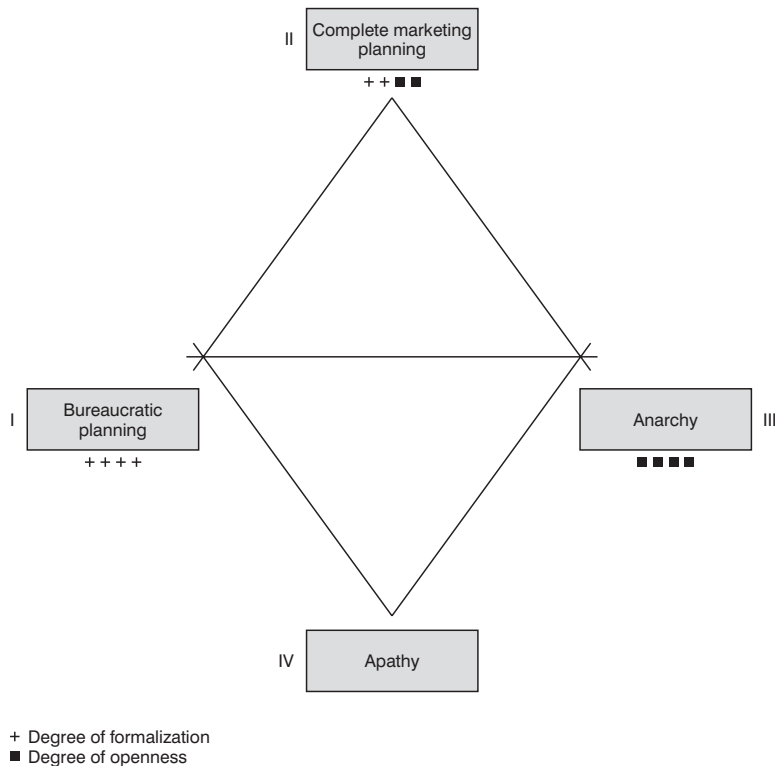 II
Complete marketing
planning
+ + ■ ■
I
Bureaucratic
planning
+ + + +
Anarchy
III
■ ■ ■ ■
IV
Apathy
+ Degree of formalization
■ Degree of openness